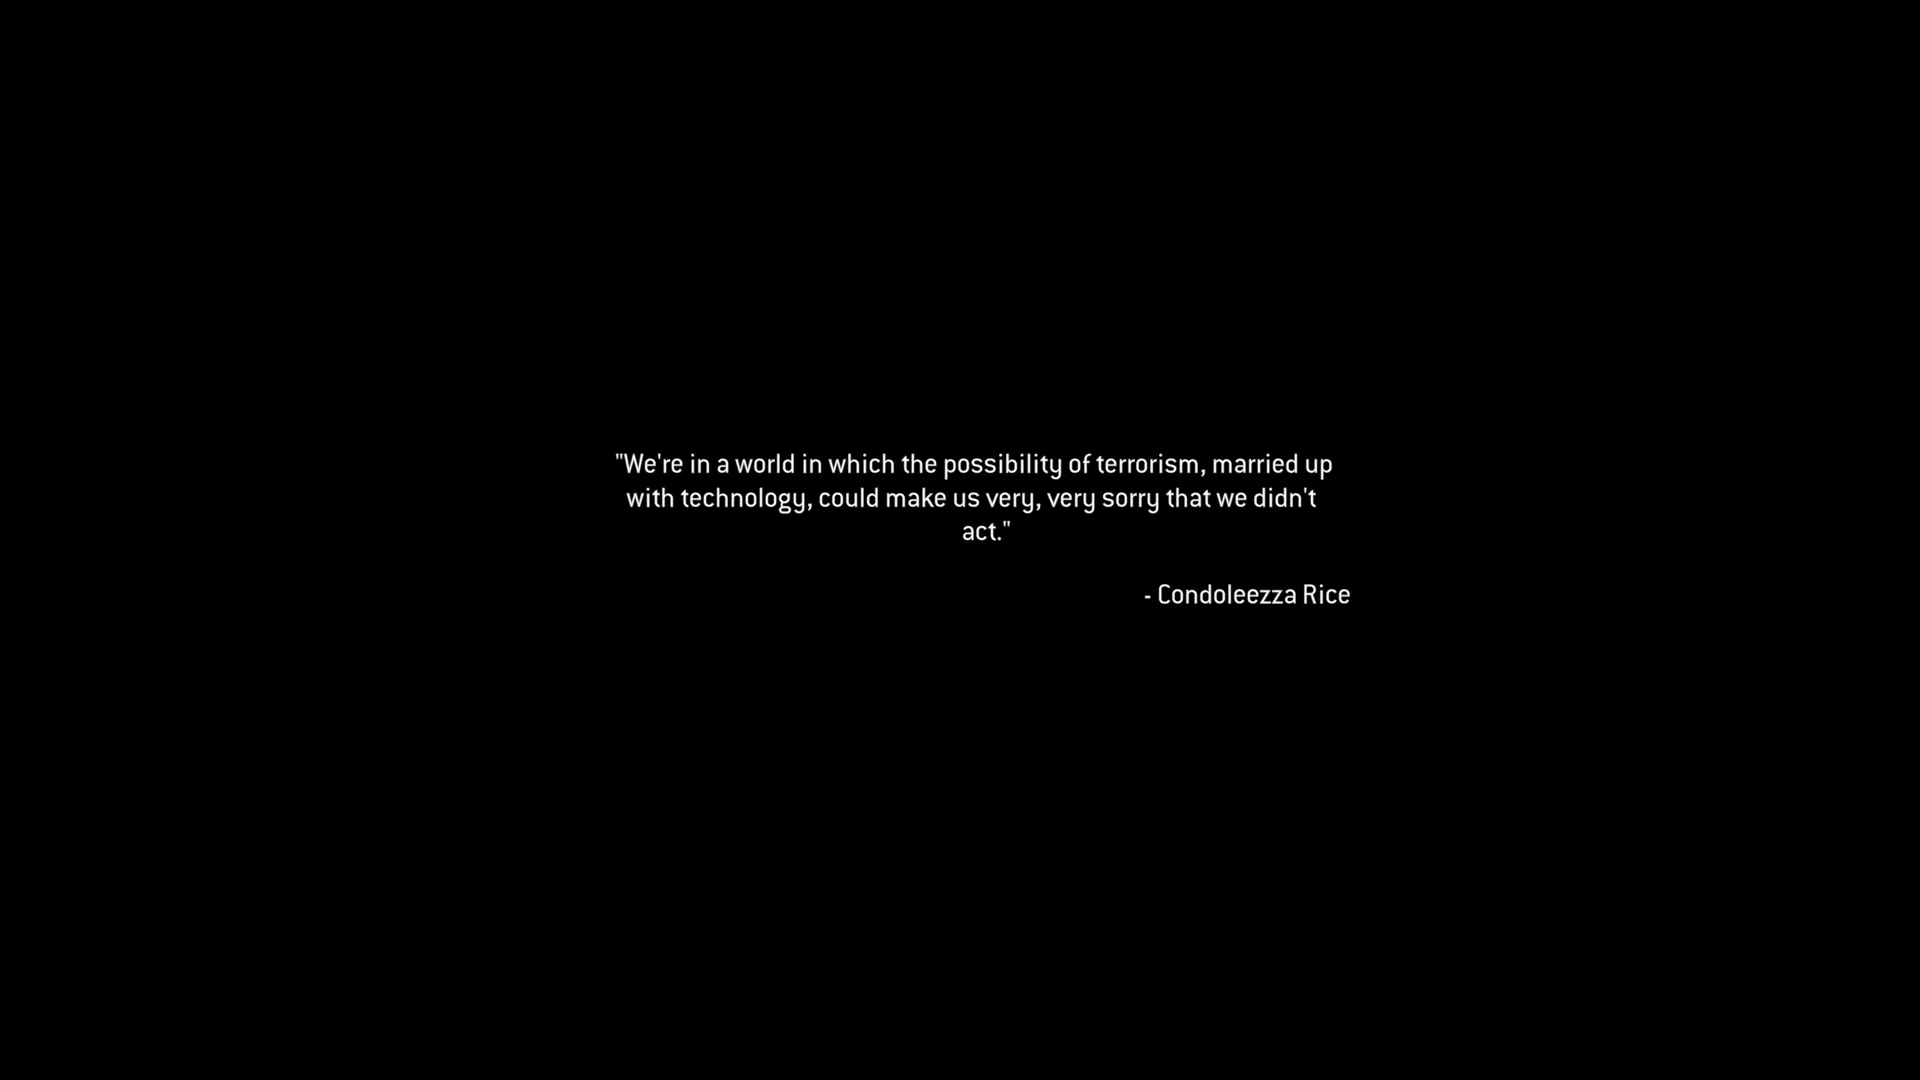 "We're in a world in which the possibility of terrorism, married up
with technology, could make us very, very sorry that we didn't
act."
- Condoleezza Rice